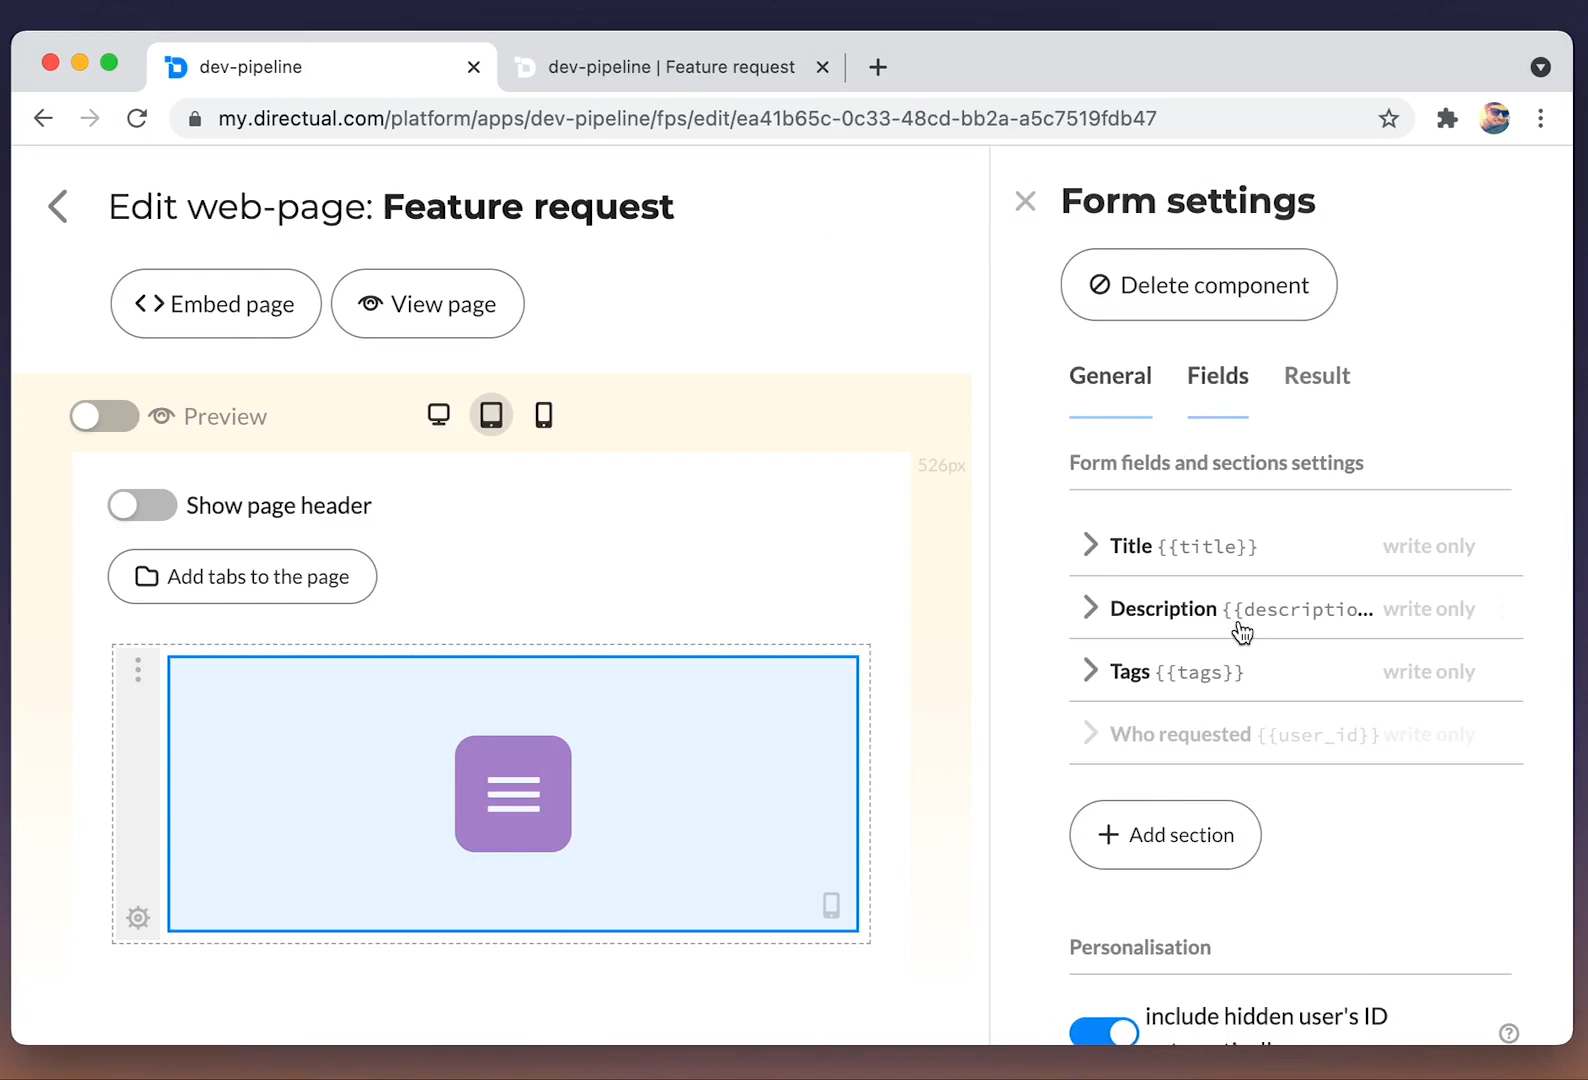 dev-pipeline
dev-pipeline | Feature request
my.directual.com/platform/apps/dev-pipeline/fps/edit/ea41b65c-0c33-48cd-bb2a-a5c7519fdb47
Edit web-page: Feature request
<> Embed page
View page
Preview
526px
Show page header
Add tabs to the page
Form settings
Delete component
General
Fields
Result
Form fields and sections settings
Title {{title}} write only
Description {{descriptio... write only
Tags {{tags}} write only
Who requested {{user_id}} write only
+ Add section
Personalisation
include hidden user's ID